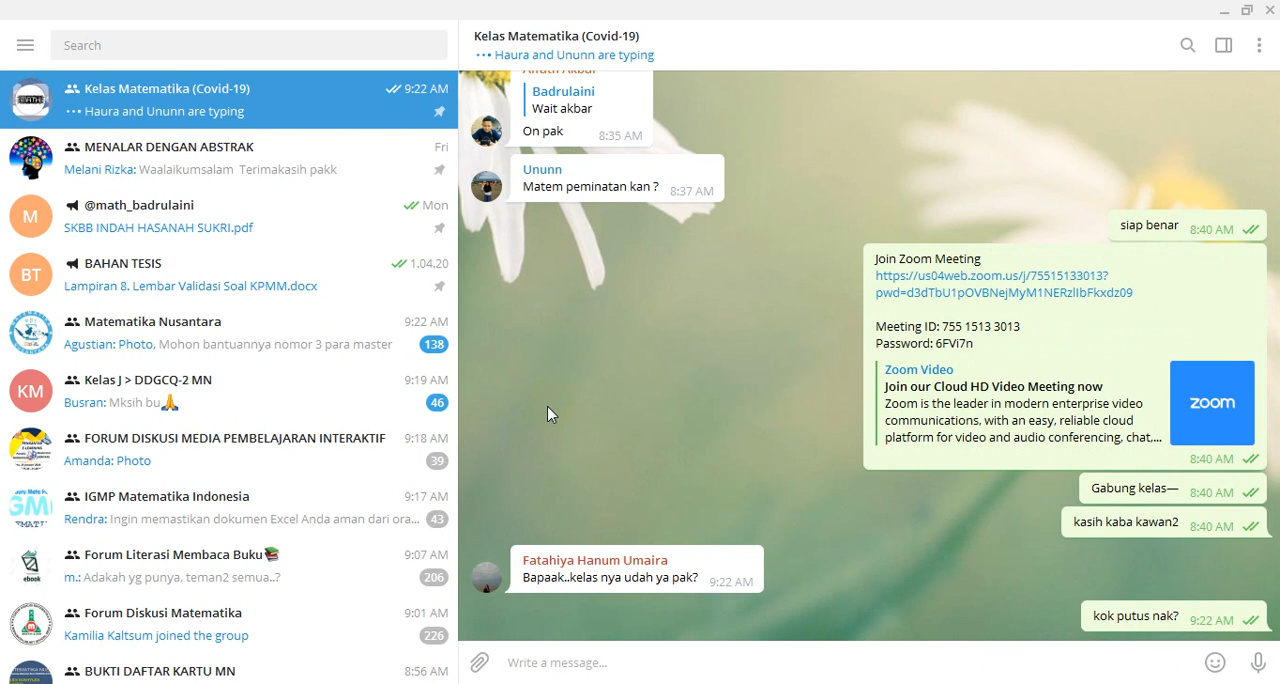 Search
Kelas Matematika (Covid-19)
9:22 AM
Haura and Ununn are typing
MENALAR DENGAN ABSTRAK
Fri
Melani Rizka: Waalaikumsalam Terimakasih pakk
M
@math_badrulaini
Mon
SKBB INDAH HASANAH SUKRI.pdf
BT
BAHAN TESIS
1.04.20
Lampiran 8. Lembar Validasi Soal KPMM.docx
Matematika Nusantara
9:22 AM
Agustian: Photo, Mohon bantuannya nomor 3 para master
138
KM
Kelas J > DDGCQ-2 MN
9:19 AM
Busran: Mksih bu🙏
46
FORUM DISKUSI MEDIA PEMBELAJARAN INTERAKTIF
9:18 AM
Amanda: Photo
39
IGMP Matematika Indonesia
9:17 AM
Rendra: Ingin memastikan dokumen Excel Anda aman dari ora...
43
ebook
Forum Literasi Membaca Buku📚
9:07 AM
m.: Adakah yg punya, teman2 semua..?
206
Forum Diskusi Matematika
9:01 AM
Kamilia Kaltsum joined the group
226
BUKTI DAFTAR KARTU MN
8:56 AM
Kelas Matematika (Covid-19)
Haura and Ununn are typing
Badrulaini
Wait akbar
On pak
8:35 AM
Ununn
Matem peminatan kan ?
8:37 AM
siap benar
8:40 AM
Join Zoom Meeting
https://us04web.zoom.us/j/75515133013?
pwd=d3dTbU1pOVBNejMyM1NERzlIbFkxdz09
Meeting ID: 755 1513 3013
Password: 6FVi7n
Zoom Video
Join our Cloud HD Video Meeting now
Zoom is the leader in modern enterprise video
communications, with an easy, reliable cloud
platform for video and audio conferencing, chat,...
zoom
8:40 AM
Gabung kelas—
8:40 AM
kasih kaba kawan2
8:40 AM
Fatahiya Hanum Umaira
Bapaak..kelas nya udah ya pak?
9:22 AM
kok putus nak?
9:22 AM
Write a message...